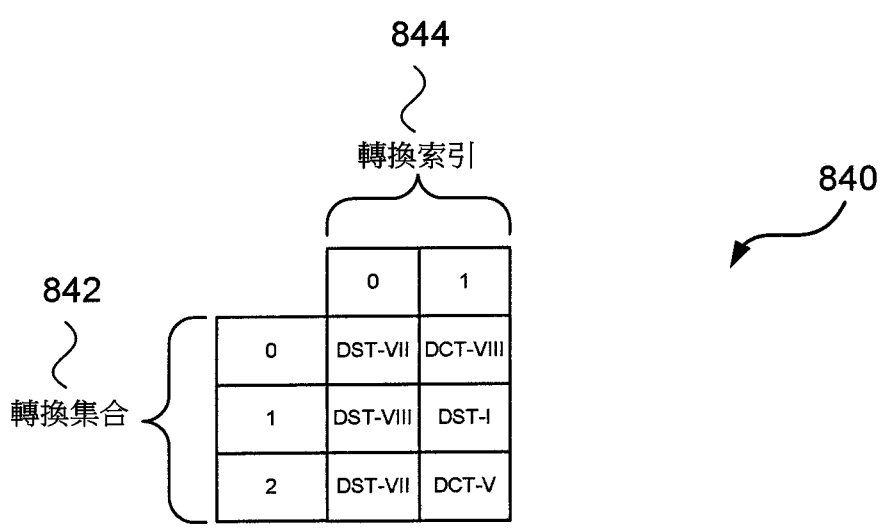 844
轉換索引
840
0 1
842
0 DST-VII DCT-VIII
轉換集合
1 DST-VIII DST-I
2 DST-VII DCT-V